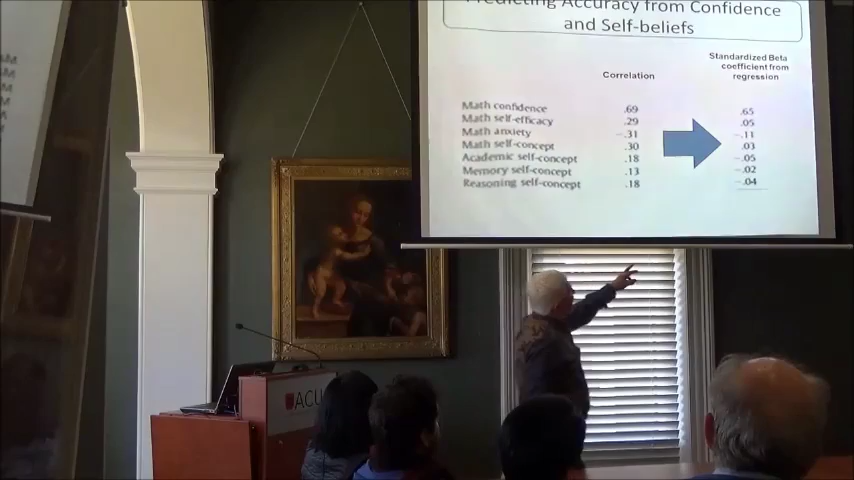 Predicting Accuracy from Confidence
and Self-beliefs
Correlation
Standardized Beta
coefficient from
regression
Math confidence .69 .65
Math self-efficacy .29 .05
Math anxiety -.31 -.11
Math self-concept .30 .03
Academic self-concept .18 -.05
Memory self-concept .13 -.02
Reasoning self-concept .18 -.04
ACU